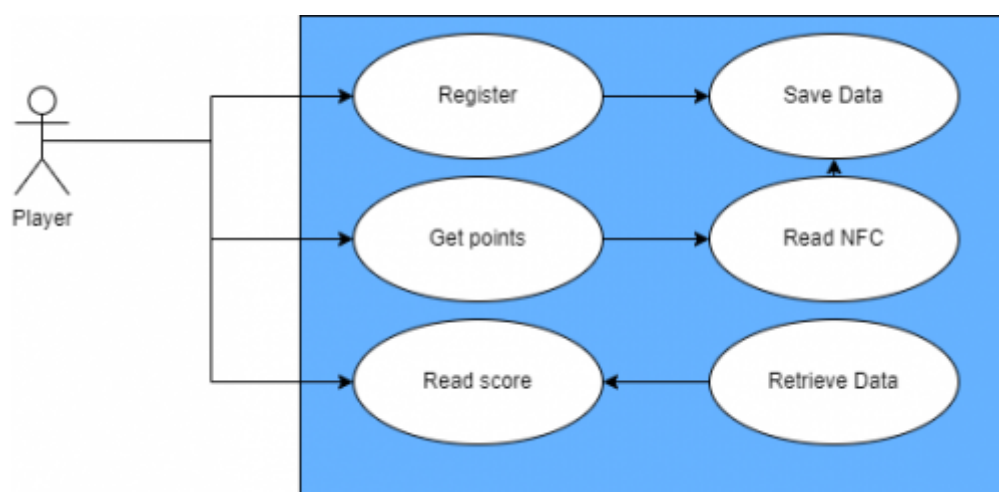 Register
Save Data
Player
Get points
Read NFC
Read score
Retrieve Data